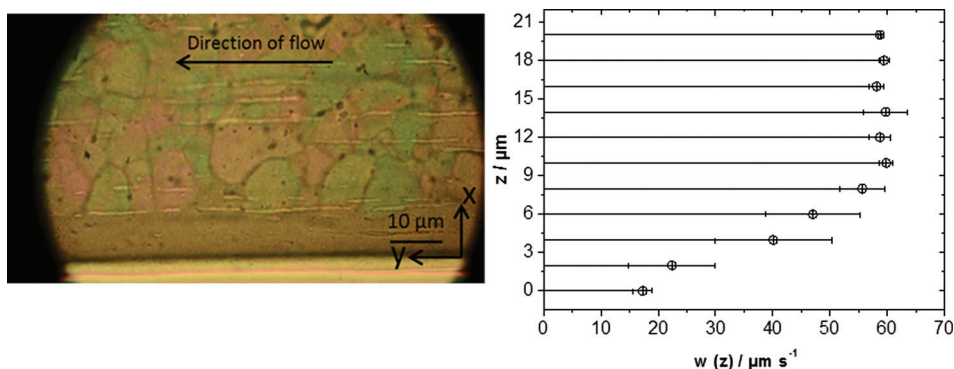 Direction of flow
10 µm
x
y
z / µm
21
18
15
12
9
6
3
0
0 10 20 30 40 50 60 70
w (z) / µm s⁻¹